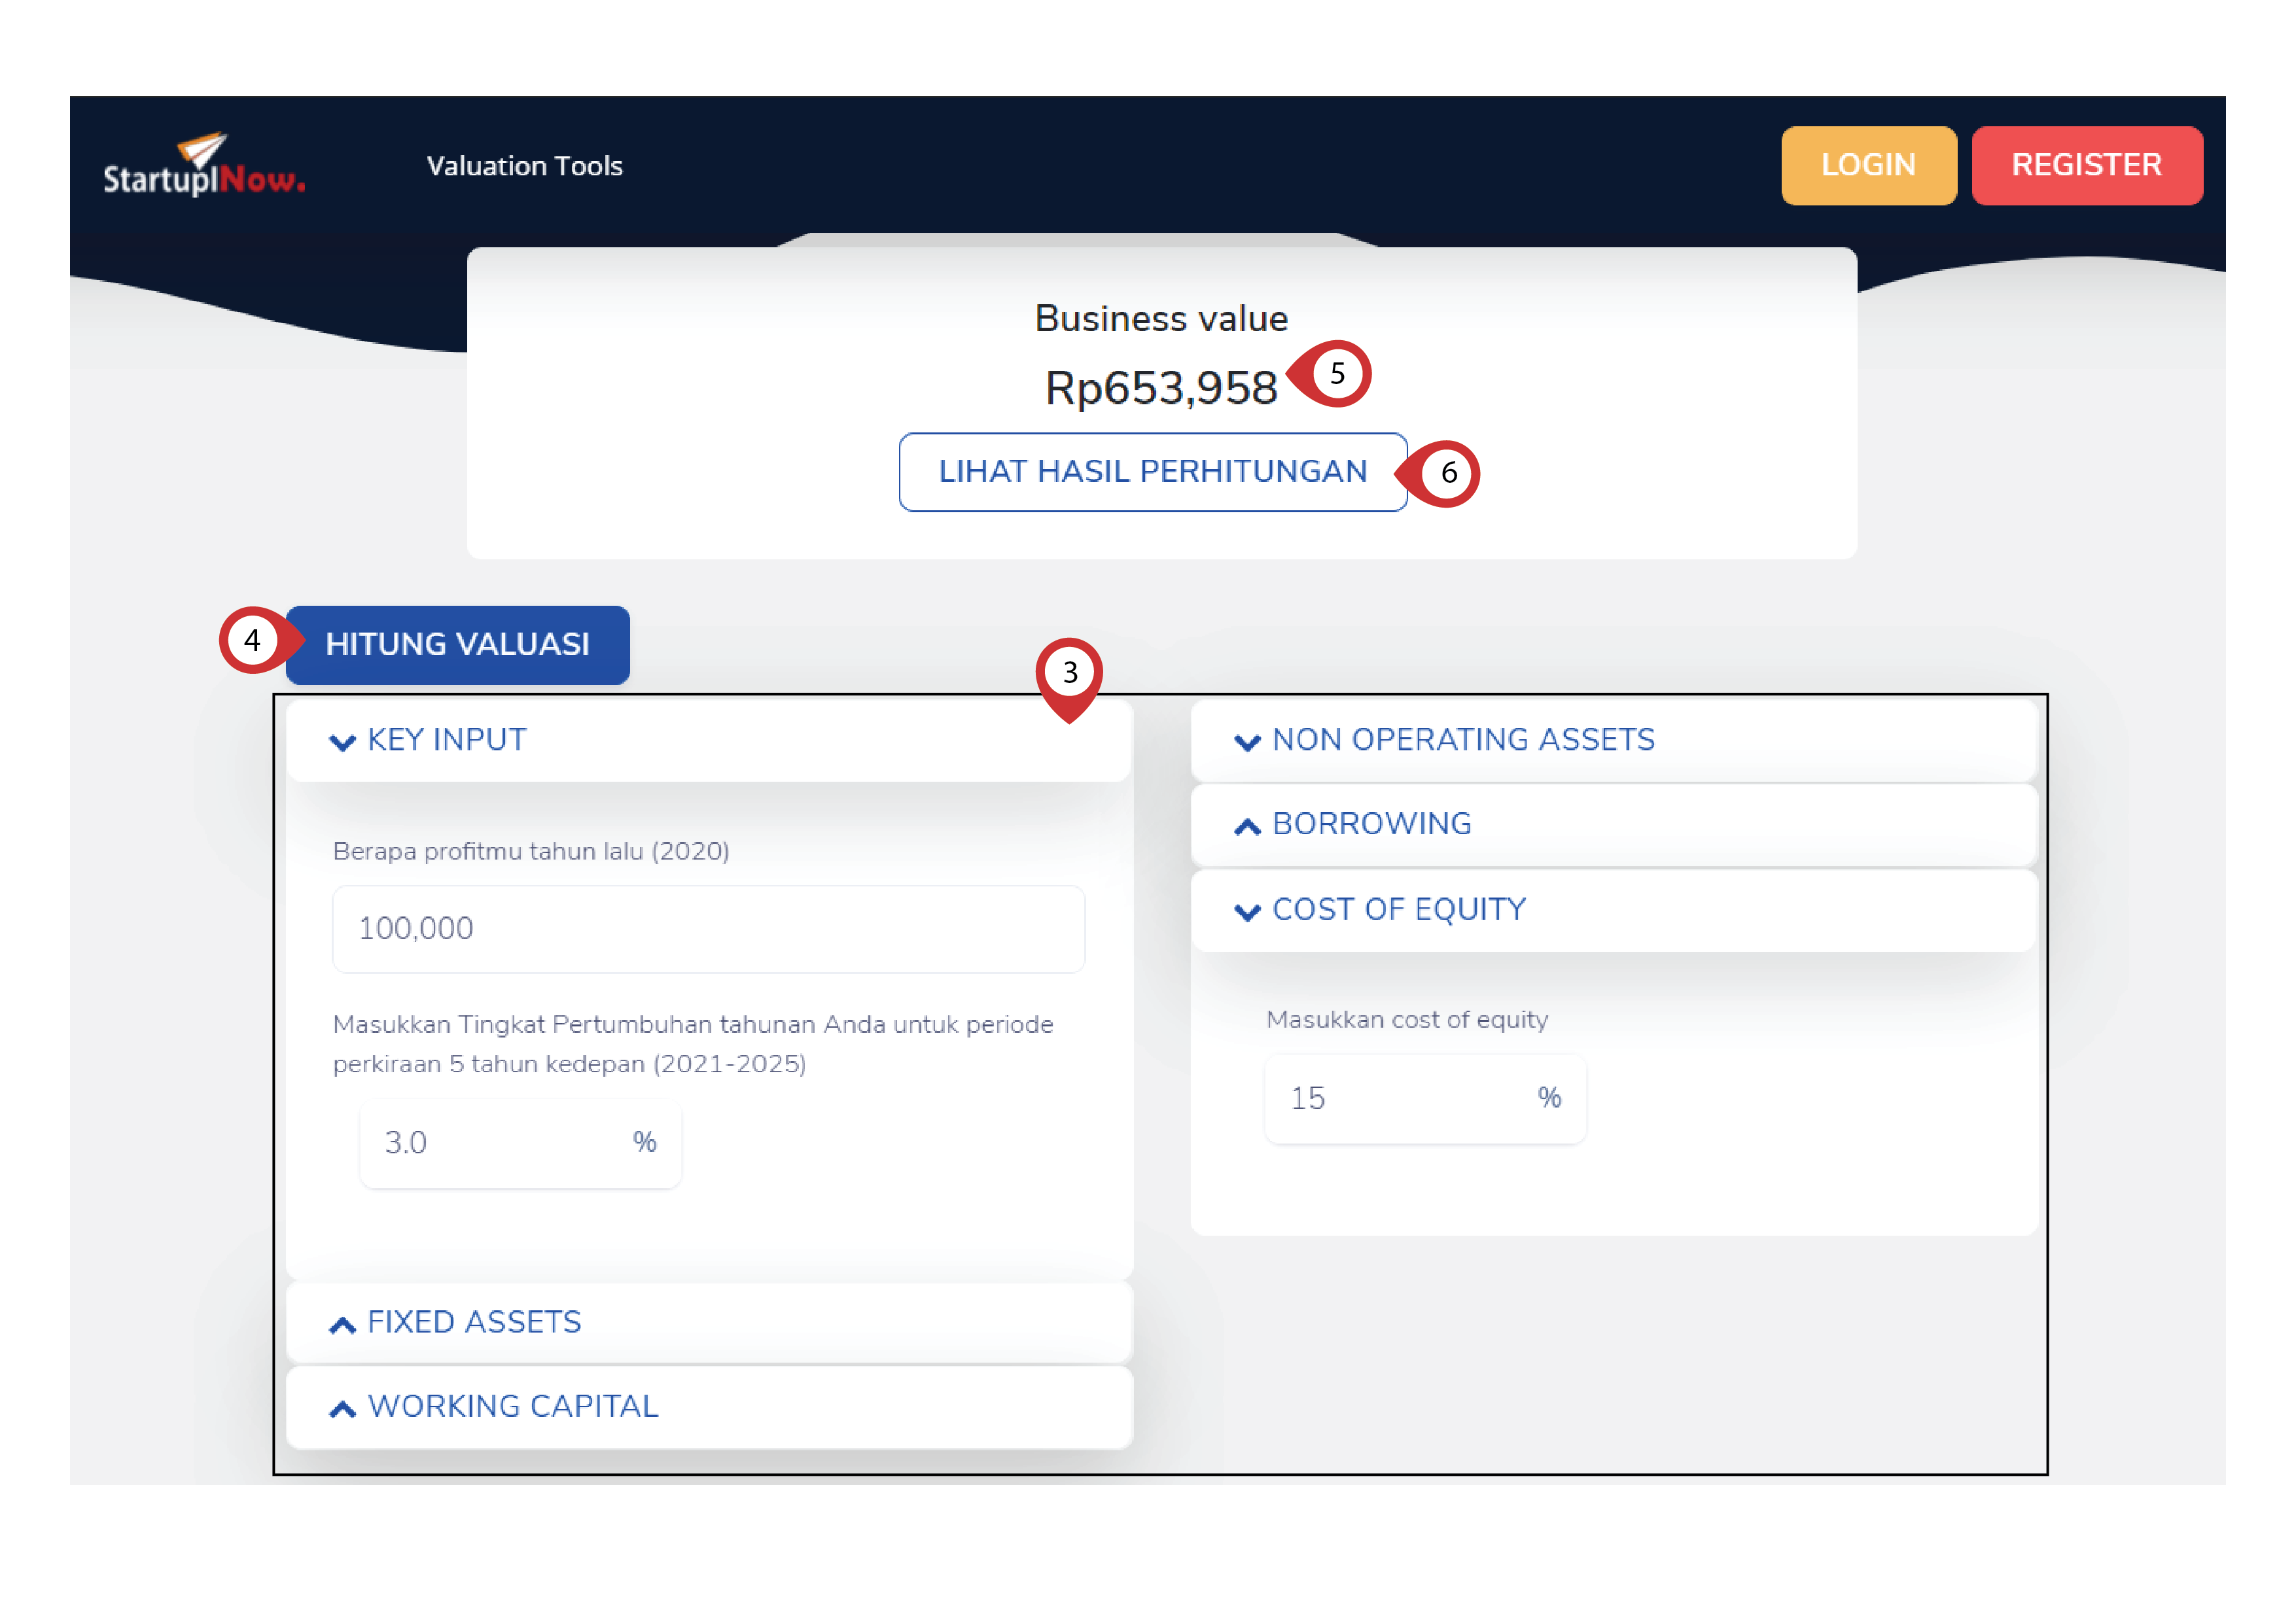 StartupINow.
Valuation Tools
LOGIN
REGISTER
Business value
Rp653,958
5
LIHAT HASIL PERHITUNGAN
6
4
HITUNG VALUASI
3
KEY INPUT
Berapa profitmu tahun lalu (2020)
100,000
Masukkan Tingkat Pertumbuhan tahunan Anda untuk periode
perkiraan 5 tahun kedepan (2021-2025)
3.0 %
FIXED ASSETS
WORKING CAPITAL
NON OPERATING ASSETS
BORROWING
COST OF EQUITY
Masukkan cost of equity
15 %